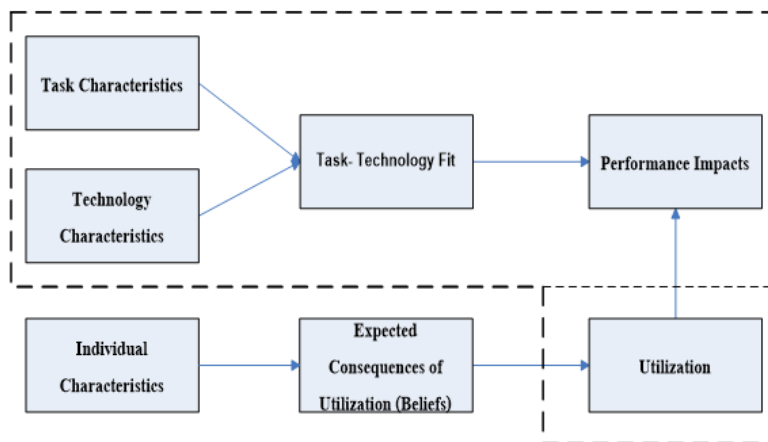 Task Characteristics
Technology
Characteristics
Task- Technology Fit
Performance Impacts
Individual
Characteristics
Expected
Consequences of
Utilization (Beliefs)
Utilization